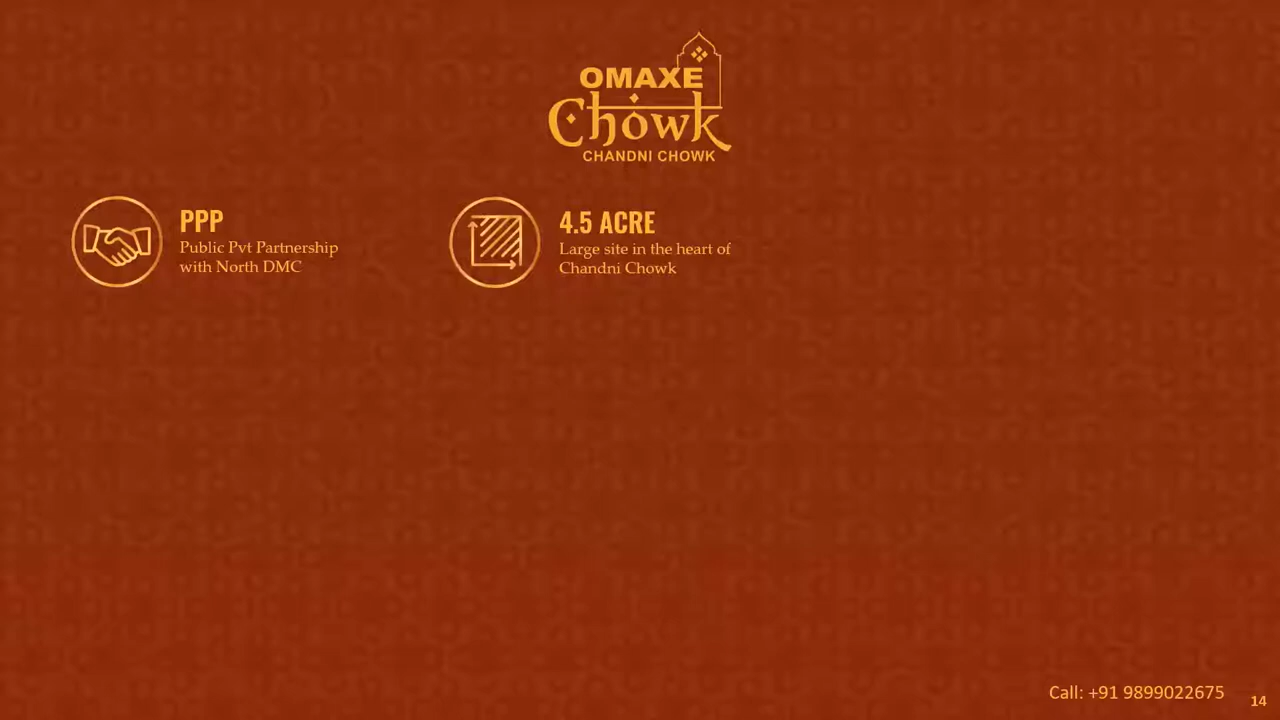 OMAXE
Chowk
CHANDNI CHOWK
PPP
Public Pvt Partnership
with North DMC
4.5 ACRE
Large site in the heart of
Chandni Chowk
Call: +91 9899022675
14